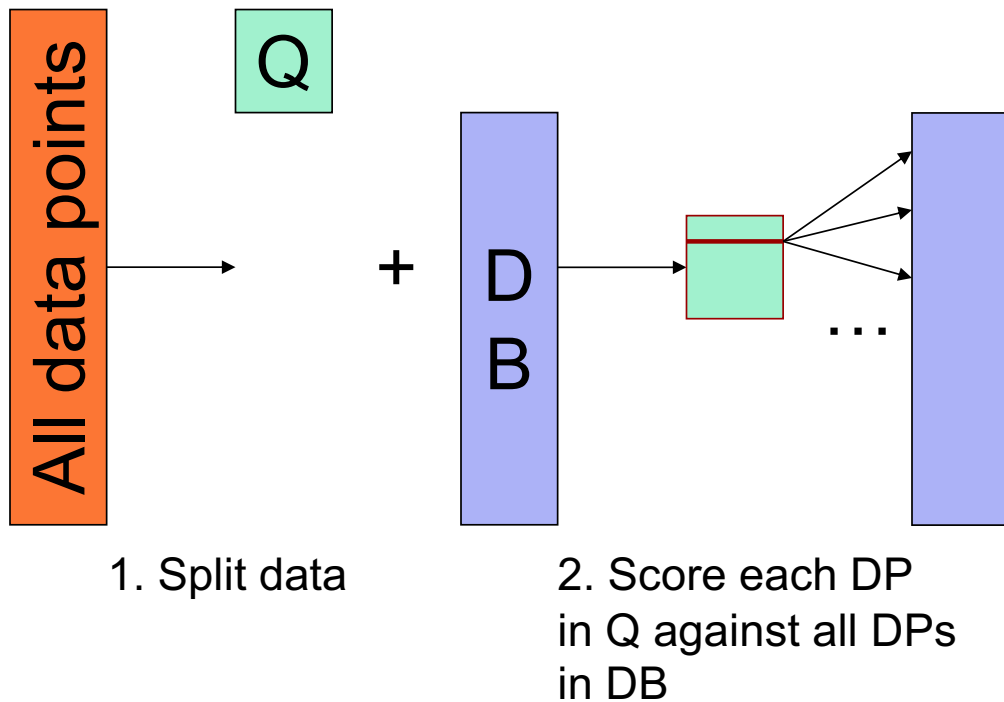 All data points
Q
+
D
B
...
1. Split data
2. Score each DP
in Q against all DPs
in DB